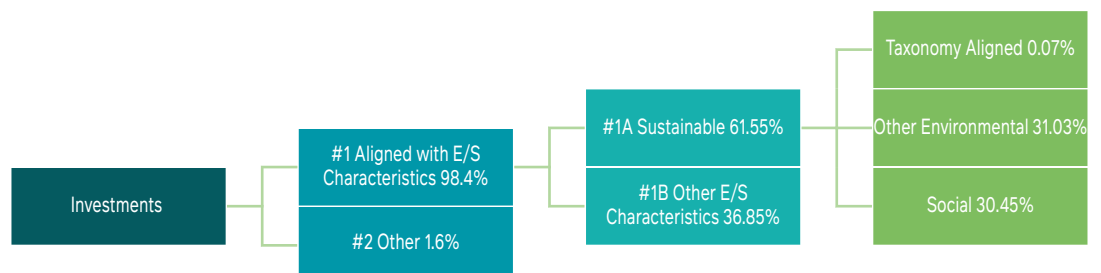 Investments
#1 Aligned with E/S
Characteristics 98.4%
#2 Other 1.6%
#1A Sustainable 61.55%
#1B Other E/S
Characteristics 36.85%
Taxonomy Aligned 0.07%
Other Environmental 31.03%
Social 30.45%